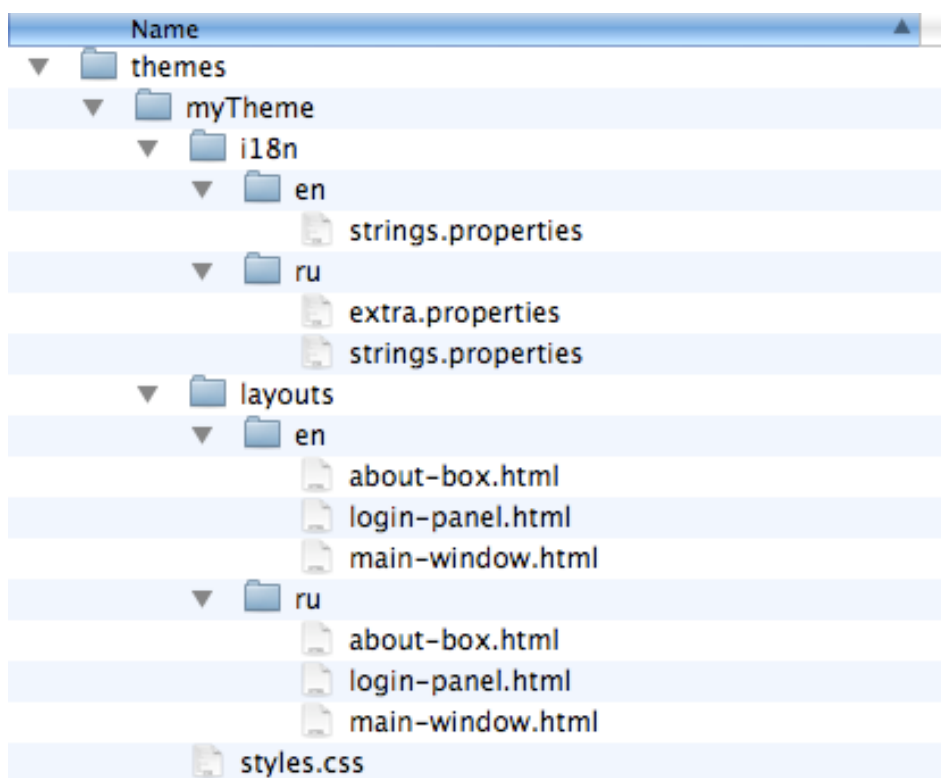 Name
themes
myTheme
i18n
en
strings.properties
ru
extra.properties
strings.properties
layouts
en
about-box.html
login-panel.html
main-window.html
ru
about-box.html
login-panel.html
main-window.html
styles.css